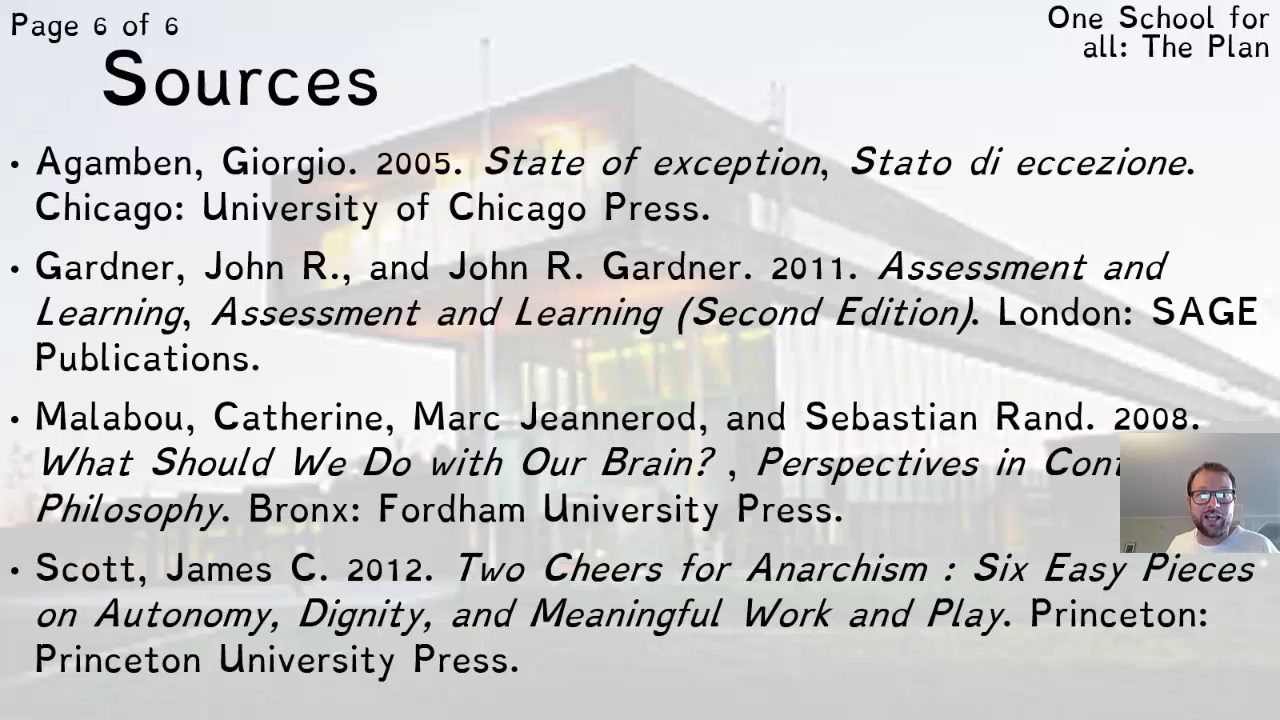 Page 6 of 6
One School for
all: The Plan
Sources
• Agamben, Giorgio. 2005. State of exception, Stato di eccezione.
Chicago: University of Chicago Press.
• Gardner, John R., and John R. Gardner. 2011. Assessment and
Learning, Assessment and Learning (Second Edition). London: SAGE
Publications.
• Malabou, Catherine, Marc Jeannerod, and Sebastian Rand. 2008.
What Should We Do with Our Brain? , Perspectives in
Philosophy. Bronx: Fordham University Press.
• Scott, James C. 2012. Two Cheers for Anarchism : Six Easy Pieces
on Autonomy, Dignity, and Meaningful Work and Play. Princeton:
Princeton University Press.